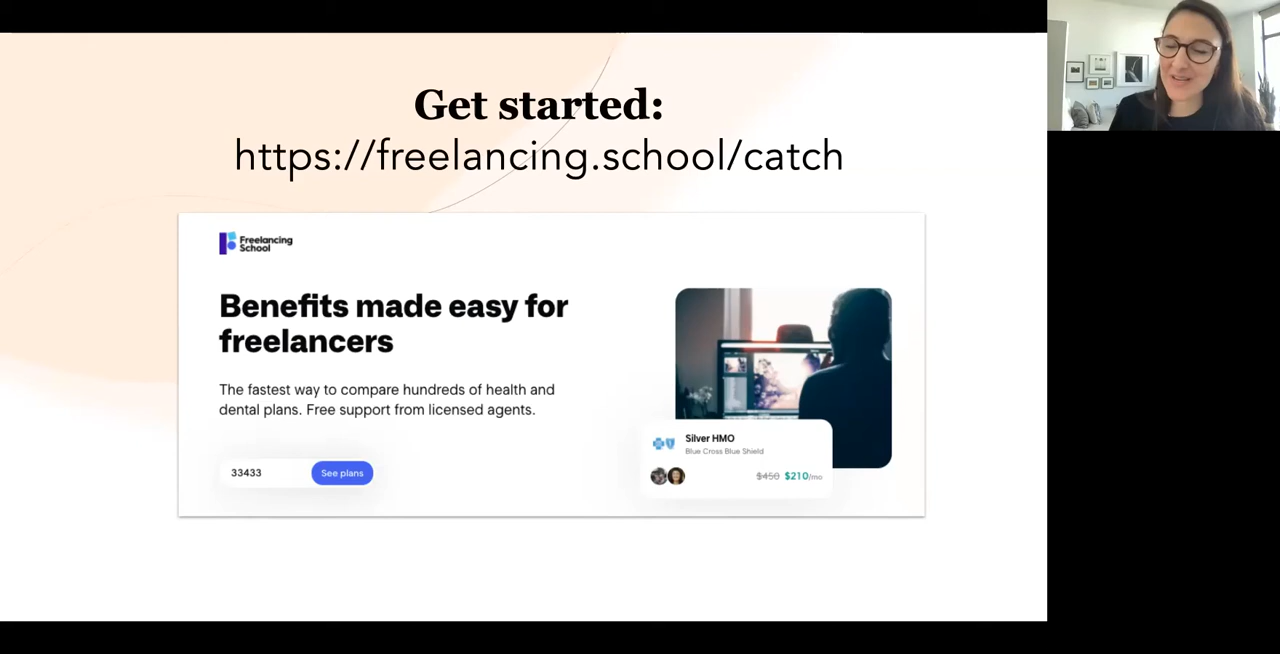 Get started:
https://freelancing.school/catch
Freelancing
School
Benefits made easy for
freelancers
The fastest way to compare hundreds of health and
dental plans. Free support from licensed agents.
33433
See plans
Silver HMO
Blue Cross Blue Shield
$450 $210/mo